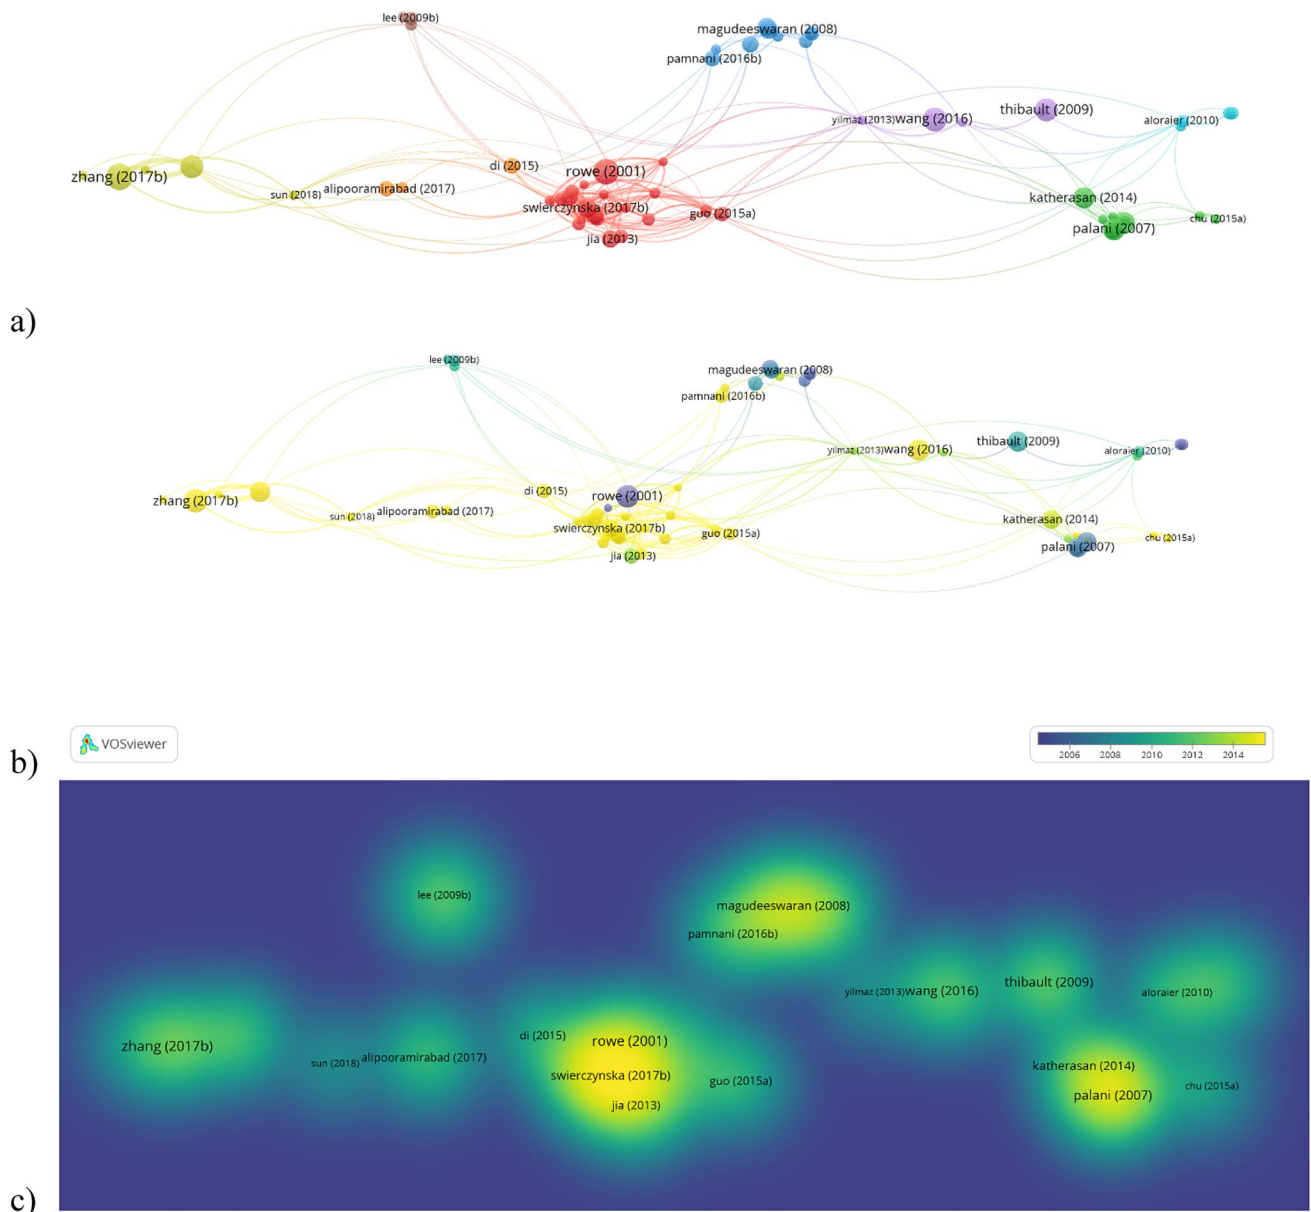 lee (2009b)
magudeeswaran (2008)
pamnani (2016b)
thibault (2009)
yilmaz (2013)
wang (2016)
aloraier (2010)
di (2015)
rowe (2001)
zhang (2017b)
sun (2018)
alipooramirabad (2017)
katherasan (2014)
swierczynska (2017b)
guo (2015a)
chu (2015a)
palani (2007)
jia (2013)
a)
lee (2009b)
magudeeswaran (2008)
pamnani (2016b)
thibault (2009)
yilmaz (2013)
wang (2016)
aloraier (2010)
di (2015)
rowe (2001)
zhang (2017b)
sun (2018)
alipooramirabad (2017)
katherasan (2014)
swierczynska (2017b)
guo (2015a)
chu (2015a)
palani (2007)
jia (2013)
VOSviewer
2006 2008 2010 2012 2014
b)
lee (2009b)
magudeeswaran (2008)
pamnani (2016b)
thibault (2009)
yilmaz (2013)
wang (2016)
aloraier (2010)
di (2015)
rowe (2001)
zhang (2017b)
sun (2018)
alipooramirabad (2017)
katherasan (2014)
swierczynska (2017b)
guo (2015a)
chu (2015a)
palani (2007)
jia (2013)
c)